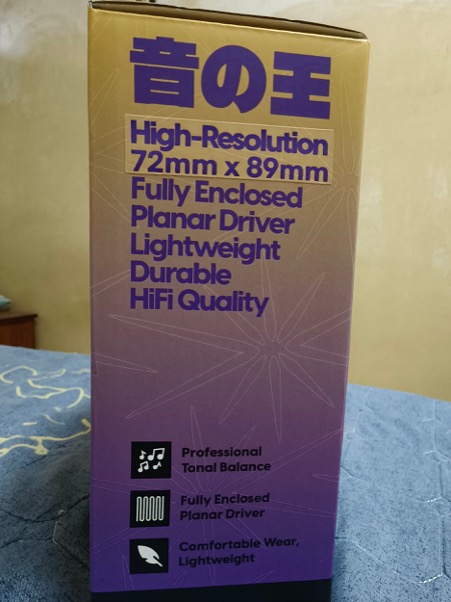 音の王
High-Resolution
72mm x 89mm
Fully Enclosed
Planar Driver
Lightweight
Durable
HiFi Quality
Professional
Tonal Balance
Fully Enclosed
Planar Driver
Comfortable Wear,
Lightweight